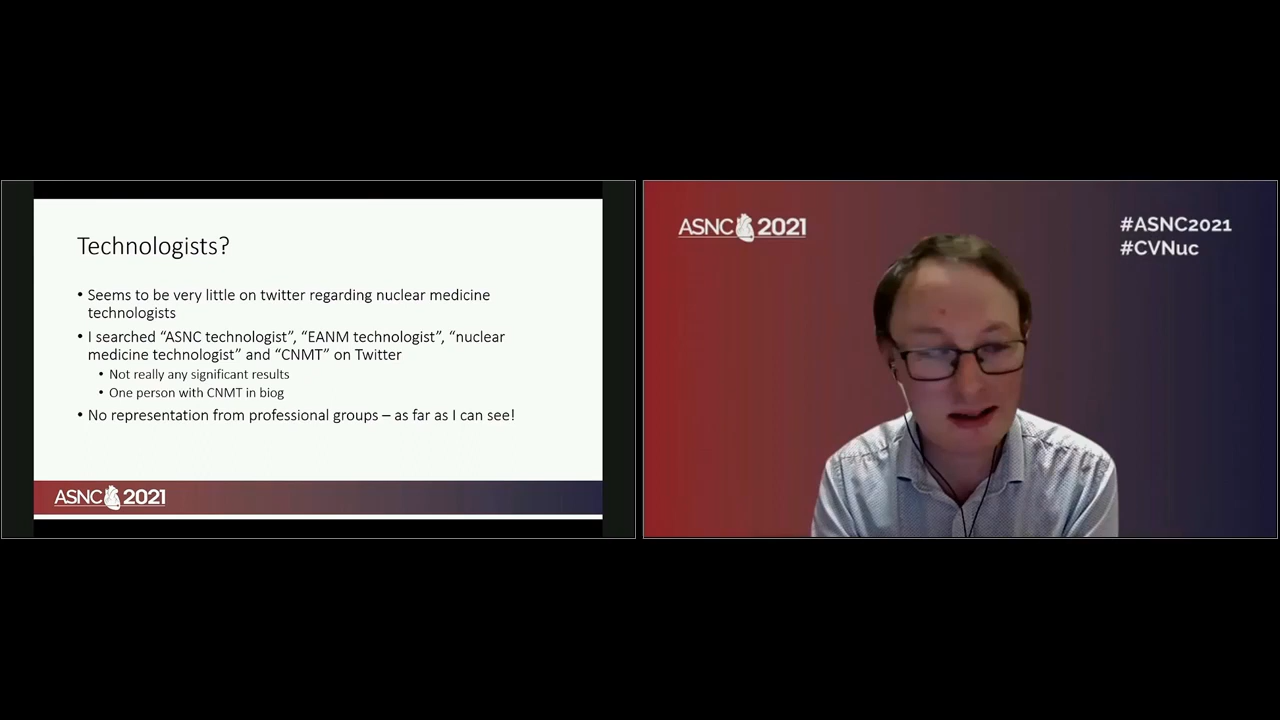 Technologists?
• Seems to be very little on twitter regarding nuclear medicine
technologists
• I searched “ASNC technologist”, “EANM technologist”, “nuclear
medicine technologist” and “CNMT” on Twitter
• Not really any significant results
• One person with CNMT in biog
• No representation from professional groups – as far as I can see!
ASNC 2021
ASNC 2021
#ASNC2021
#CVNuc